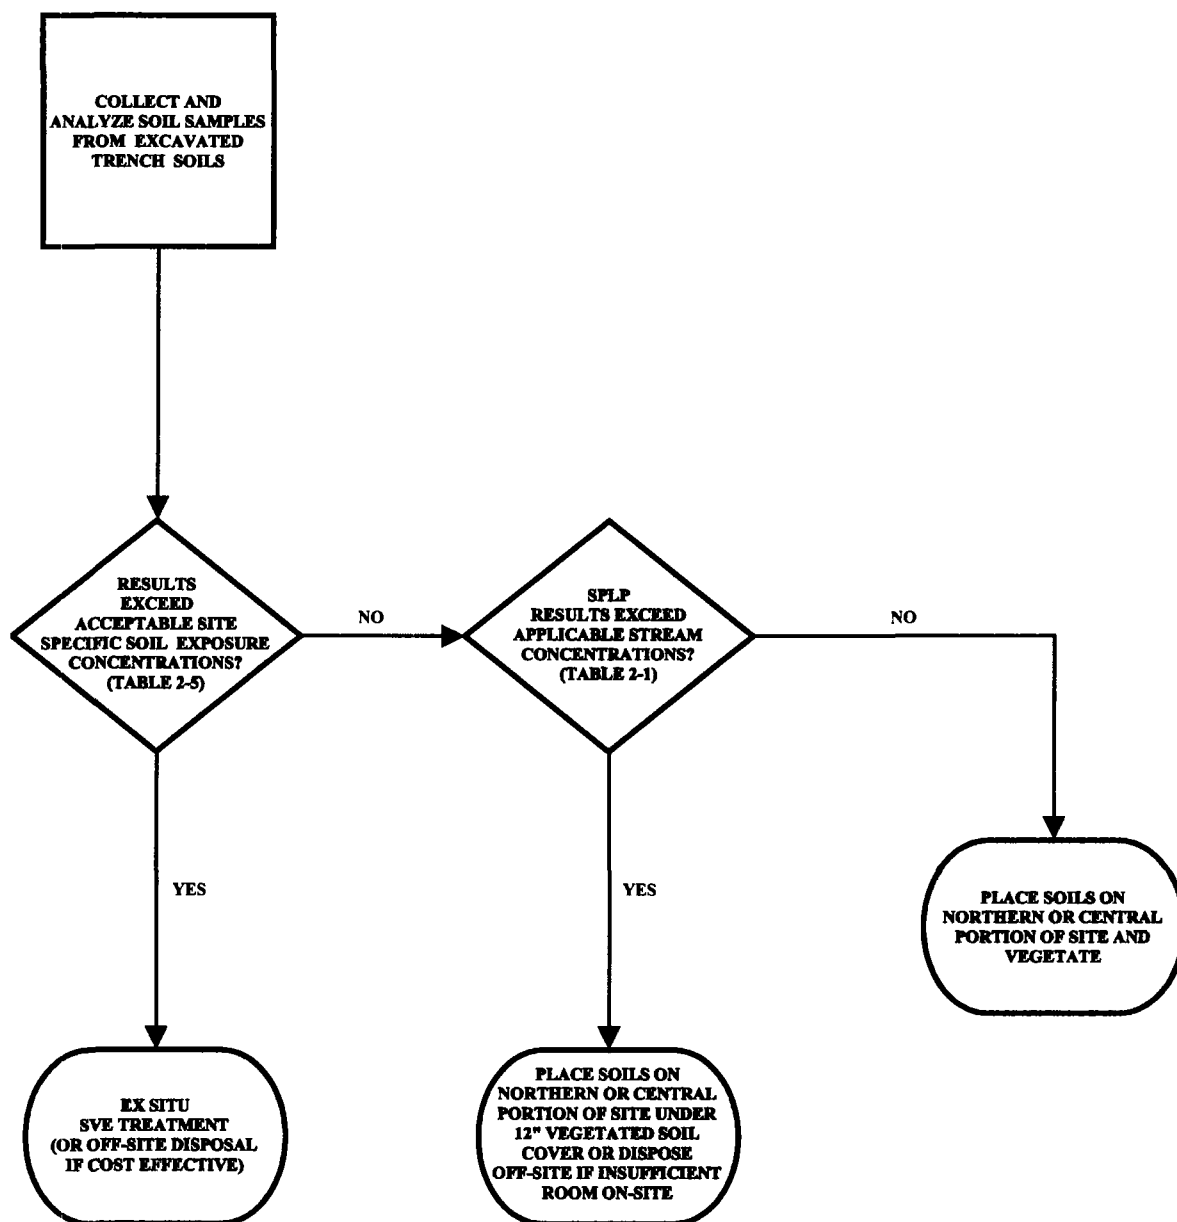 COLLECT AND
ANALYZE SOIL SAMPLES
FROM EXCAVATED
TRENCH SOILS
RESULTS
EXCEED
ACCEPTABLE SITE
SPECIFIC SOIL EXPOSURE
CONCENTRATIONS?
(TABLE 2-5)
NO
SPLP
RESULTS EXCEED
APPLICABLE STREAM
CONCENTRATIONS?
(TABLE 2-1)
NO
YES
YES
PLACE SOILS ON
NORTHERN OR CENTRAL
PORTION OF SITE AND
VEGETATE
EX SITU
SVE TREATMENT
(OR OFF-SITE DISPOSAL
IF COST EFFECTIVE)
PLACE SOILS ON
NORTHERN OR CENTRAL
PORTION OF SITE UNDER
12" VEGETATED SOIL
COVER OR DISPOSE
OFF-SITE IF INSUFFICIENT
ROOM ON-SITE